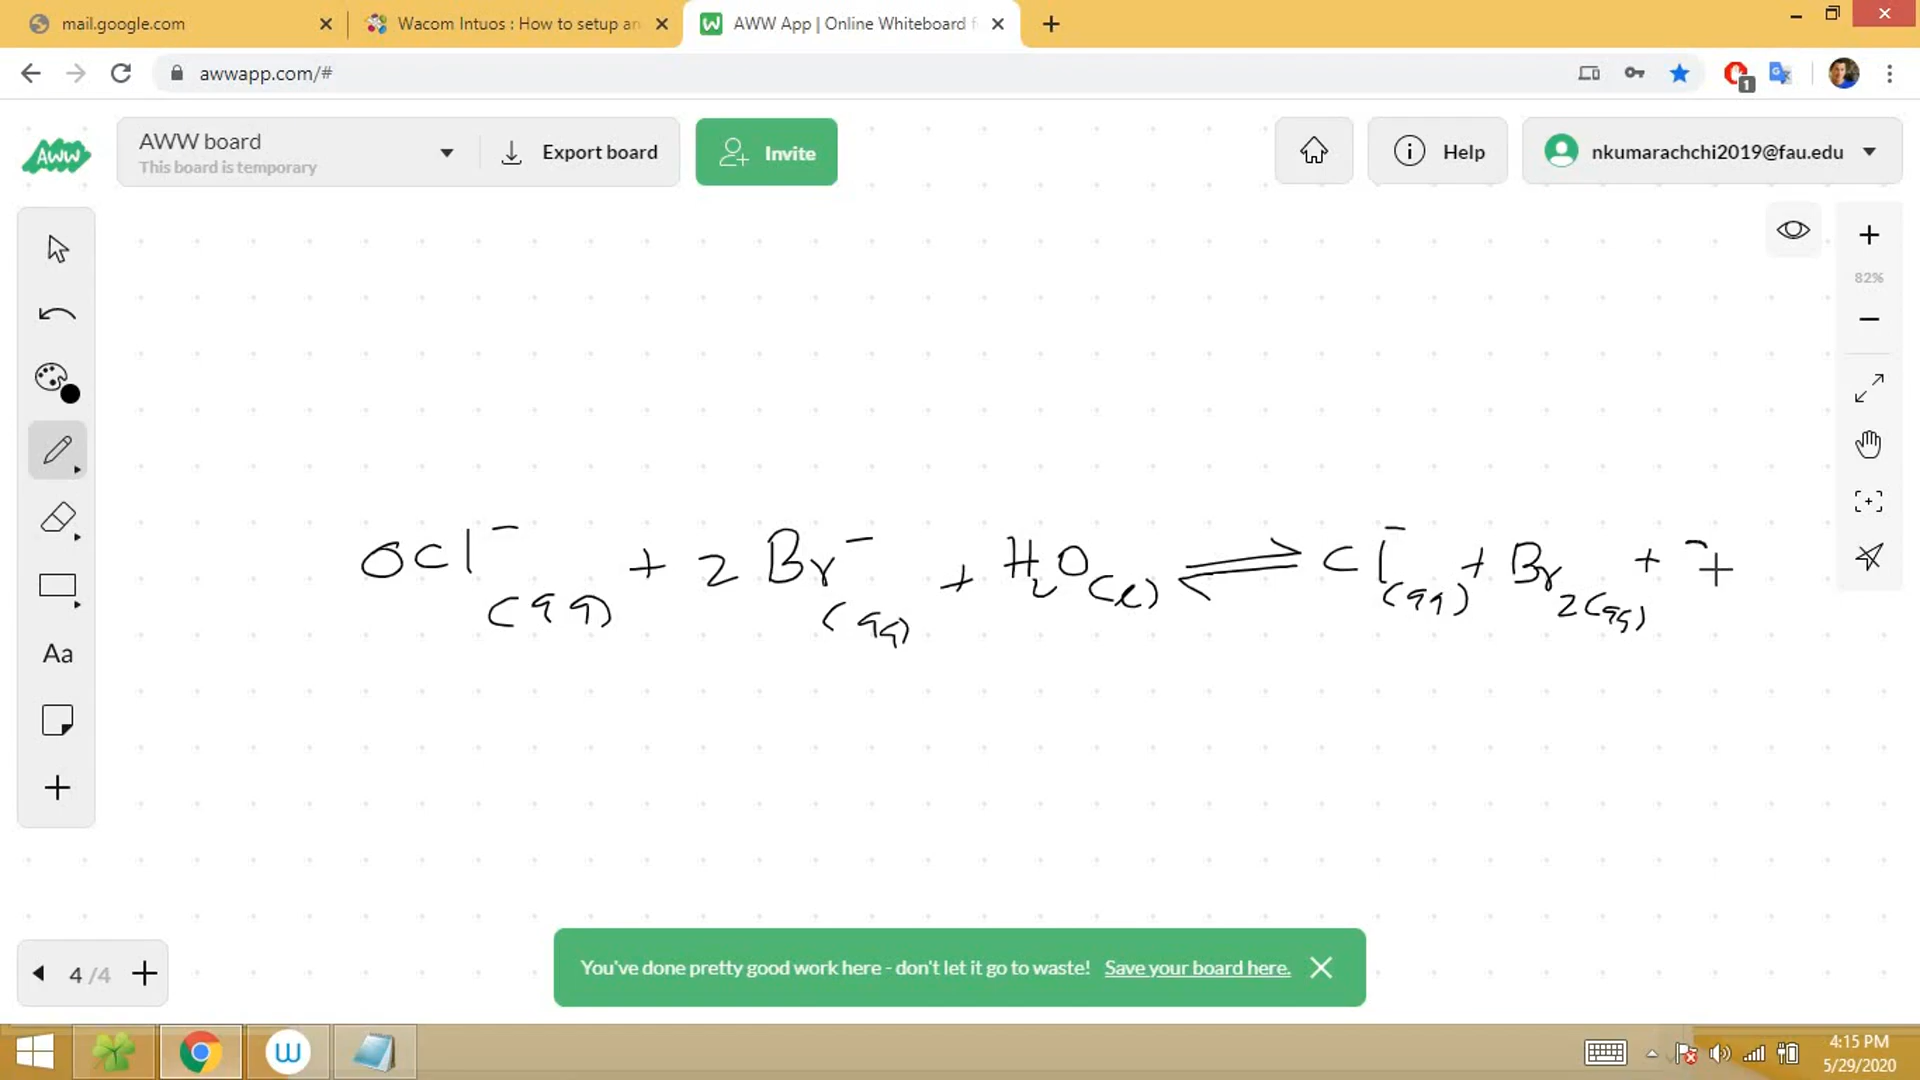 mail.google.com
Wacom Intuos : How to setup an
AWW App | Online Whiteboard f
awwapp.com/#
1
AWW
AWW board
This board is temporary
Export board
Invite
Help
nkumarachchi2019@fau.edu
82%
OCl⁻(aq) + 2 Br⁻(aq) + H₂O(l) ⇌ Cl⁻(aq) + Br₂(aq) +
Aa
4 /4
You've done pretty good work here - don't let it go to waste! Save your board here.
W
4:15 PM
5/29/2020